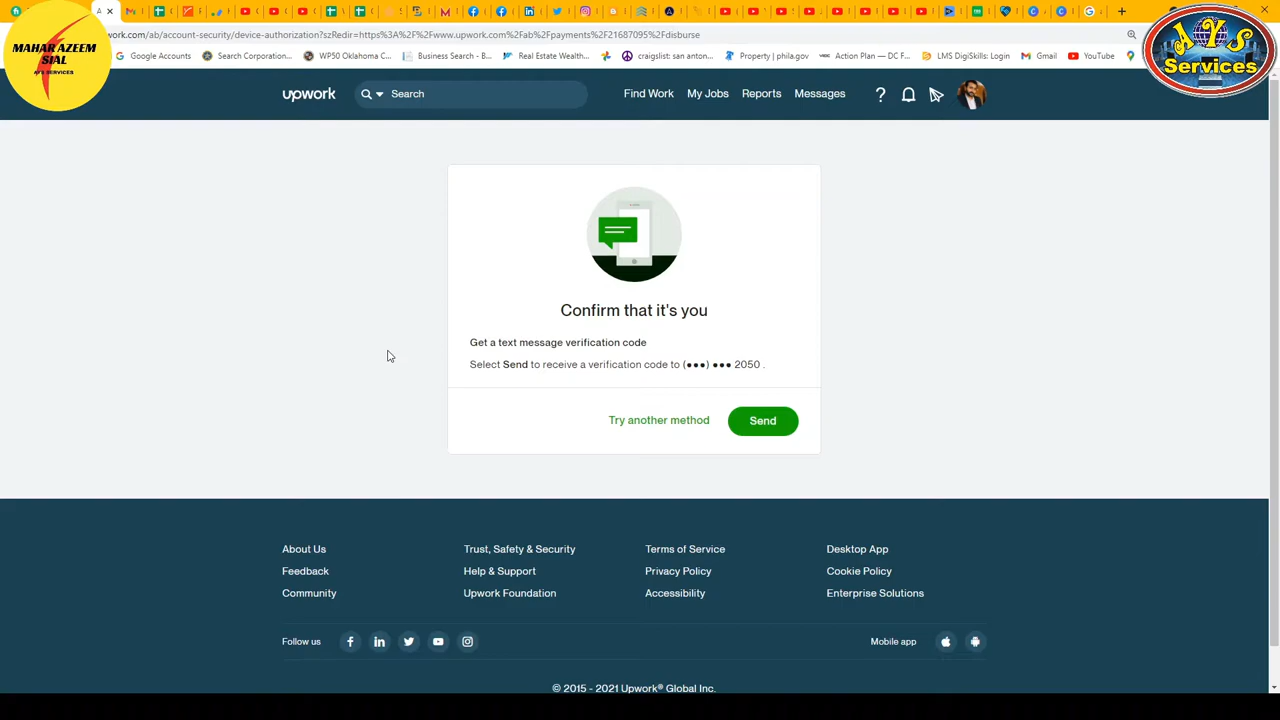 MAHAR AZEEM
SIAL
AYS SERVICES
AYS
Services
work.com/ab/account-security/device-authorization?szRedir=https%3A%2F%2Fwww.upwork.com%2Fab%2Fpayments%2F21687095%2Fdisburse
Google Accounts
Search Corporation...
WP50 Oklahoma C...
Business Search - B...
Real Estate Wealth...
craigslist: san anton...
Property | phila.gov
Action Plan — DC F...
LMS DigiSkills: Login
Gmail
YouTube
upwork
Search
Find Work
My Jobs
Reports
Messages
?
Confirm that it's you
Get a text message verification code
Select Send to receive a verification code to (●●●) ●●● 2050 .
Try another method
Send
About Us
Trust, Safety & Security
Terms of Service
Desktop App
Feedback
Help & Support
Privacy Policy
Cookie Policy
Community
Upwork Foundation
Accessibility
Enterprise Solutions
Follow us
Mobile app
© 2015 - 2021 Upwork® Global Inc.